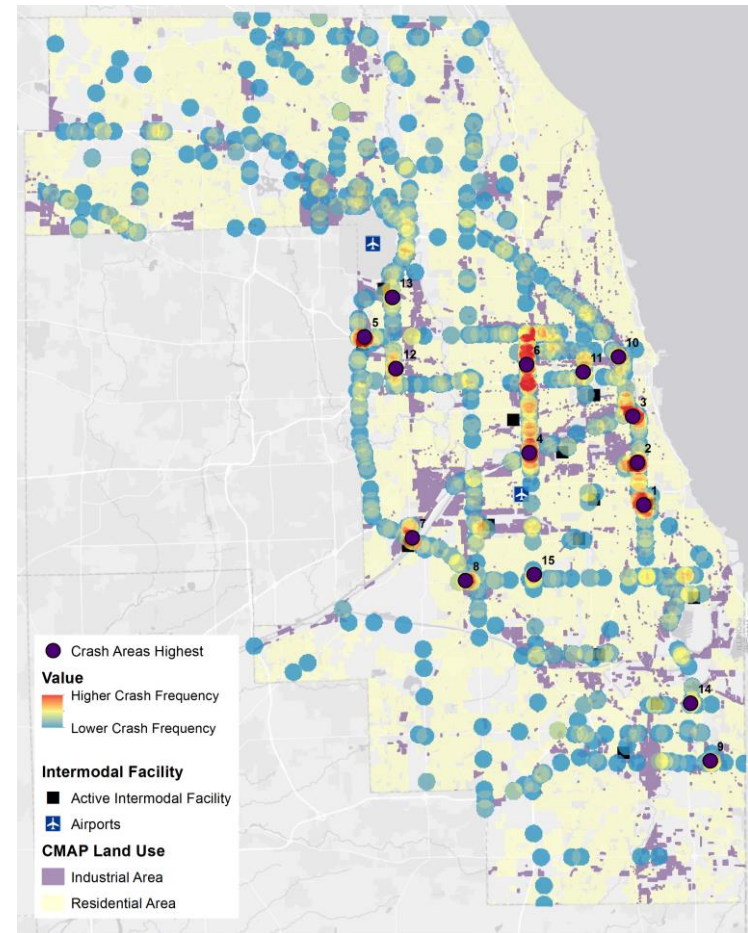 13
5
12
6
11
10
3
4
2
1
7
8
15
14
9
Crash Areas Highest
Value
Higher Crash Frequency
Lower Crash Frequency
Intermodal Facility
Active Intermodal Facility
Airports
CMAP Land Use
Industrial Area
Residential Area